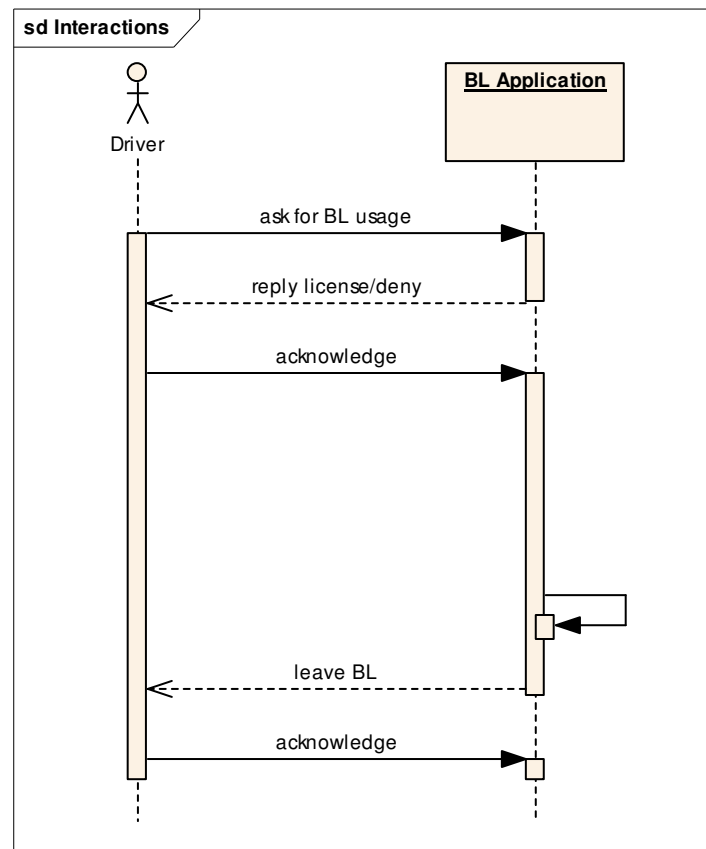 sd Interactions
BL Application
Driver
ask for BL usage
reply license/deny
acknowledge
leave BL
acknowledge